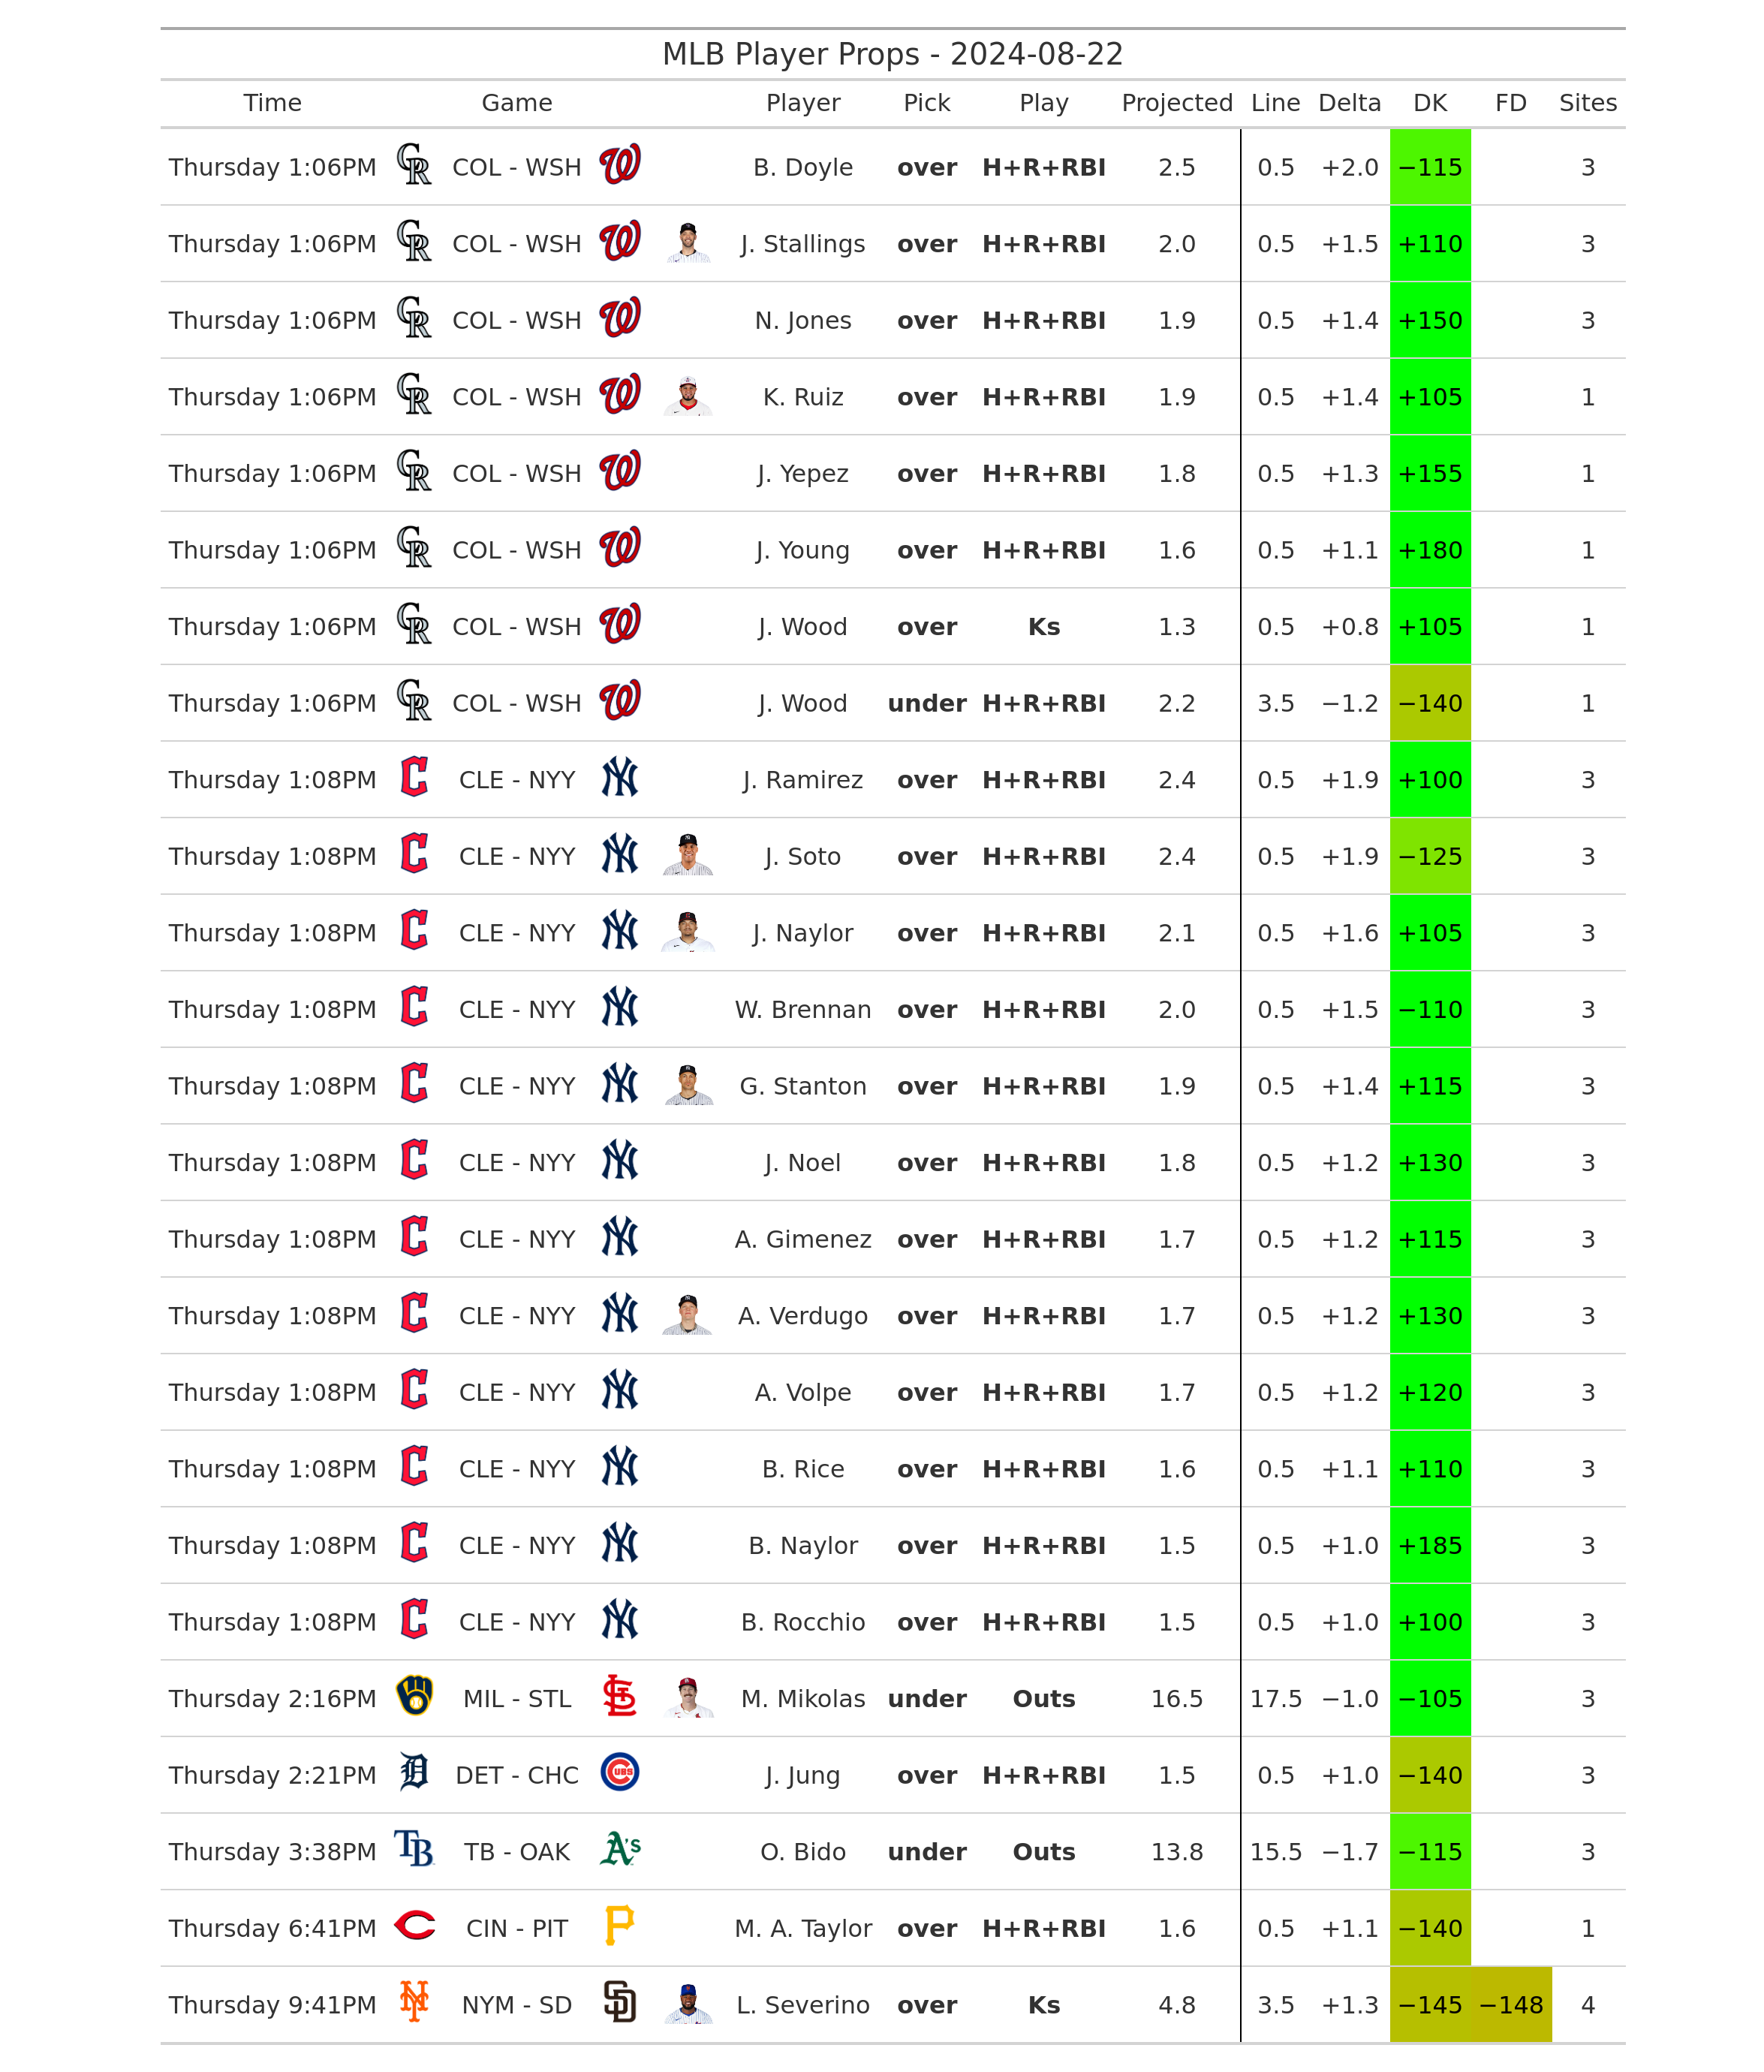 MLB Player Props - 2024-08-22
Time Game Player Pick Play Projected Line Delta DK FD Sites
Thursday 1:06PM COL - WSH B. Doyle over H+R+RBI 2.5 0.5 +2.0 −115 3
Thursday 1:06PM COL - WSH J. Stallings over H+R+RBI 2.0 0.5 +1.5 +110 3
Thursday 1:06PM COL - WSH N. Jones over H+R+RBI 1.9 0.5 +1.4 +150 3
Thursday 1:06PM COL - WSH K. Ruiz over H+R+RBI 1.9 0.5 +1.4 +105 1
Thursday 1:06PM COL - WSH J. Yepez over H+R+RBI 1.8 0.5 +1.3 +155 1
Thursday 1:06PM COL - WSH J. Young over H+R+RBI 1.6 0.5 +1.1 +180 1
Thursday 1:06PM COL - WSH J. Wood over Ks 1.3 0.5 +0.8 +105 1
Thursday 1:06PM COL - WSH J. Wood under H+R+RBI 2.2 3.5 −1.2 −140 1
Thursday 1:08PM CLE - NYY J. Ramirez over H+R+RBI 2.4 0.5 +1.9 +100 3
Thursday 1:08PM CLE - NYY J. Soto over H+R+RBI 2.4 0.5 +1.9 −125 3
Thursday 1:08PM CLE - NYY J. Naylor over H+R+RBI 2.1 0.5 +1.6 +105 3
Thursday 1:08PM CLE - NYY W. Brennan over H+R+RBI 2.0 0.5 +1.5 −110 3
Thursday 1:08PM CLE - NYY G. Stanton over H+R+RBI 1.9 0.5 +1.4 +115 3
Thursday 1:08PM CLE - NYY J. Noel over H+R+RBI 1.8 0.5 +1.2 +130 3
Thursday 1:08PM CLE - NYY A. Gimenez over H+R+RBI 1.7 0.5 +1.2 +115 3
Thursday 1:08PM CLE - NYY A. Verdugo over H+R+RBI 1.7 0.5 +1.2 +130 3
Thursday 1:08PM CLE - NYY A. Volpe over H+R+RBI 1.7 0.5 +1.2 +120 3
Thursday 1:08PM CLE - NYY B. Rice over H+R+RBI 1.6 0.5 +1.1 +110 3
Thursday 1:08PM CLE - NYY B. Naylor over H+R+RBI 1.5 0.5 +1.0 +185 3
Thursday 1:08PM CLE - NYY B. Rocchio over H+R+RBI 1.5 0.5 +1.0 +100 3
Thursday 2:16PM MIL - STL M. Mikolas under Outs 16.5 17.5 −1.0 −105 3
Thursday 2:21PM DET - CHC J. Jung over H+R+RBI 1.5 0.5 +1.0 −140 3
Thursday 3:38PM TB - OAK O. Bido under Outs 13.8 15.5 −1.7 −115 3
Thursday 6:41PM CIN - PIT M. A. Taylor over H+R+RBI 1.6 0.5 +1.1 −140 1
Thursday 9:41PM NYM - SD L. Severino over Ks 4.8 3.5 +1.3 −145 −148 4